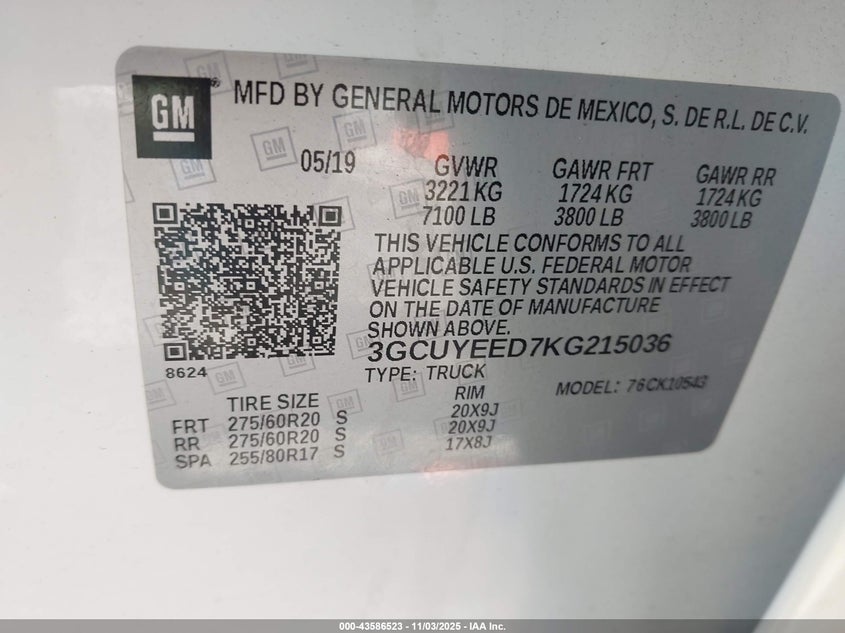 GM
MFD BY GENERAL MOTORS DE MEXICO, S. DE R.L. DE C.V.
05/19 GVWR GAWR FRT GAWR RR
3221 KG 1724 KG 1724 KG
7100 LB 3800 LB 3800 LB
THIS VEHICLE CONFORMS TO ALL
APPLICABLE U.S. FEDERAL MOTOR
VEHICLE SAFETY STANDARDS IN EFFECT
ON THE DATE OF MANUFACTURE
SHOWN ABOVE.
3GCUYEED7KG215036
8624
TYPE: TRUCK
MODEL: 76CK10543
TIRE SIZE RIM
FRT 275/60R20 S 20X9J
RR 275/60R20 S 20X9J
SPA 255/80R17 S 17X8J
000-43586523 — 11/03/2025 — IAA Inc.